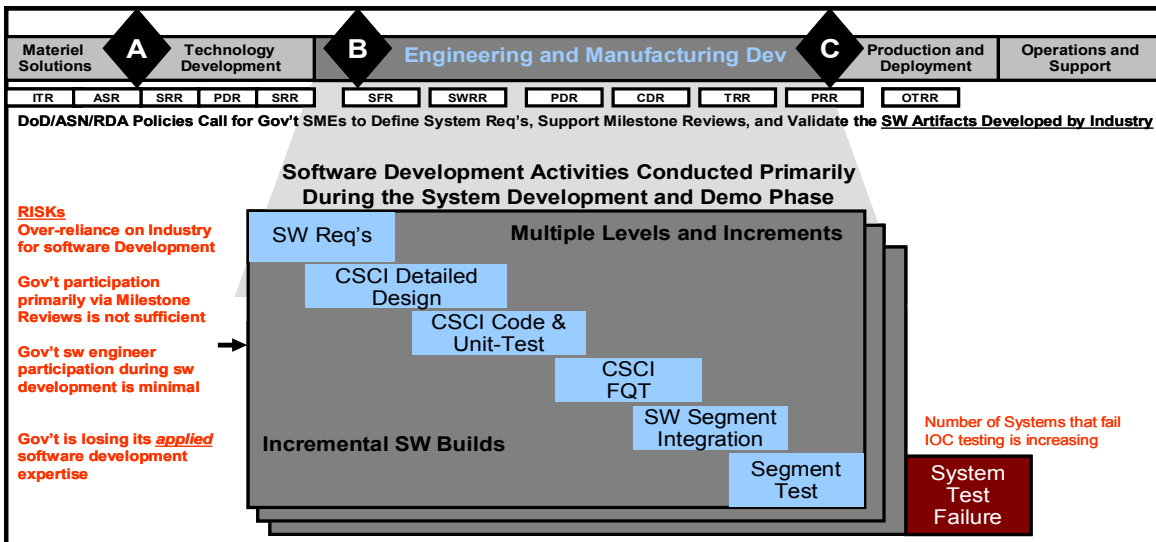 Materiel
Solutions
A
Technology
Development
B
Engineering and Manufacturing Dev
C
Production and
Deployment
Operations and
Support
ITR
ASR
SRR
PDR
SRR
SFR
SWRR
PDR
CDR
TRR
PRR
OTRR
DoD/ASN/RDA Policies Call for Gov't SMEs to Define System Req's, Support Milestone Reviews, and Validate the SW Artifacts Developed by Industry
Software Development Activities Conducted Primarily
During the System Development and Demo Phase
RISKs
Over-reliance on Industry
for software Development
Gov't participation
primarily via Milestone
Reviews is not sufficient
Gov't sw engineer
participation during sw
development is minimal
Gov't is losing its applied
software development
expertise
SW Req's
Multiple Levels and Increments
CSCI Detailed
Design
CSCI Code &
Unit-Test
CSCI
FQT
SW Segment
Integration
Incremental SW Builds
Segment
Test
Number of Systems that fail
IOC testing is increasing
System
Test
Failure